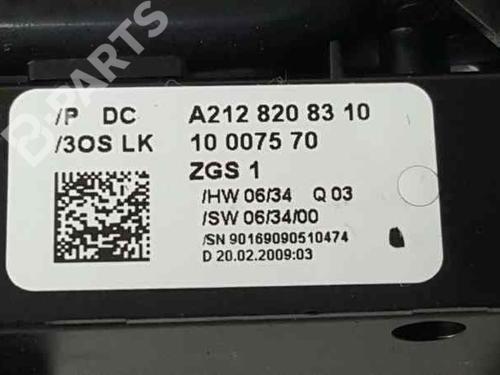 B PARTS
/P DC A212 820 83 10
/3OS LK 10 0075 70
ZGS 1
/HW 06/34 Q 03
/SW 06/34/00
/SN 90169090510474
D 20.02.2009:03